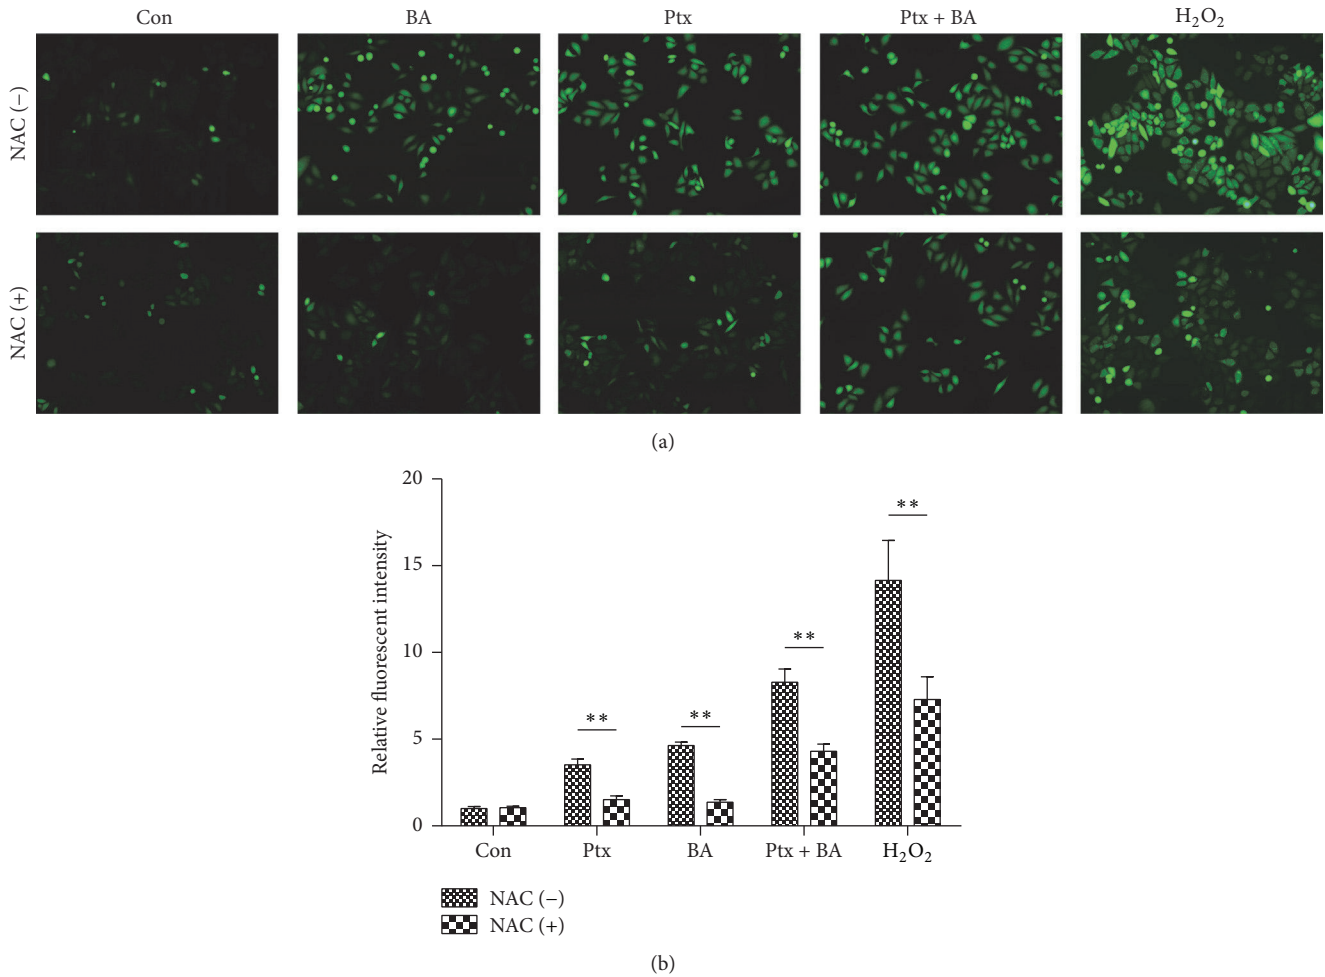 Con BA Ptx Ptx + BA H₂O₂
NAC (−)
NAC (+)
(a)
20
15
10
5
0
Relative fluorescent intensity
**
**
**
**
Con Ptx BA Ptx + BA H₂O₂
NAC (−)
NAC (+)
(b)